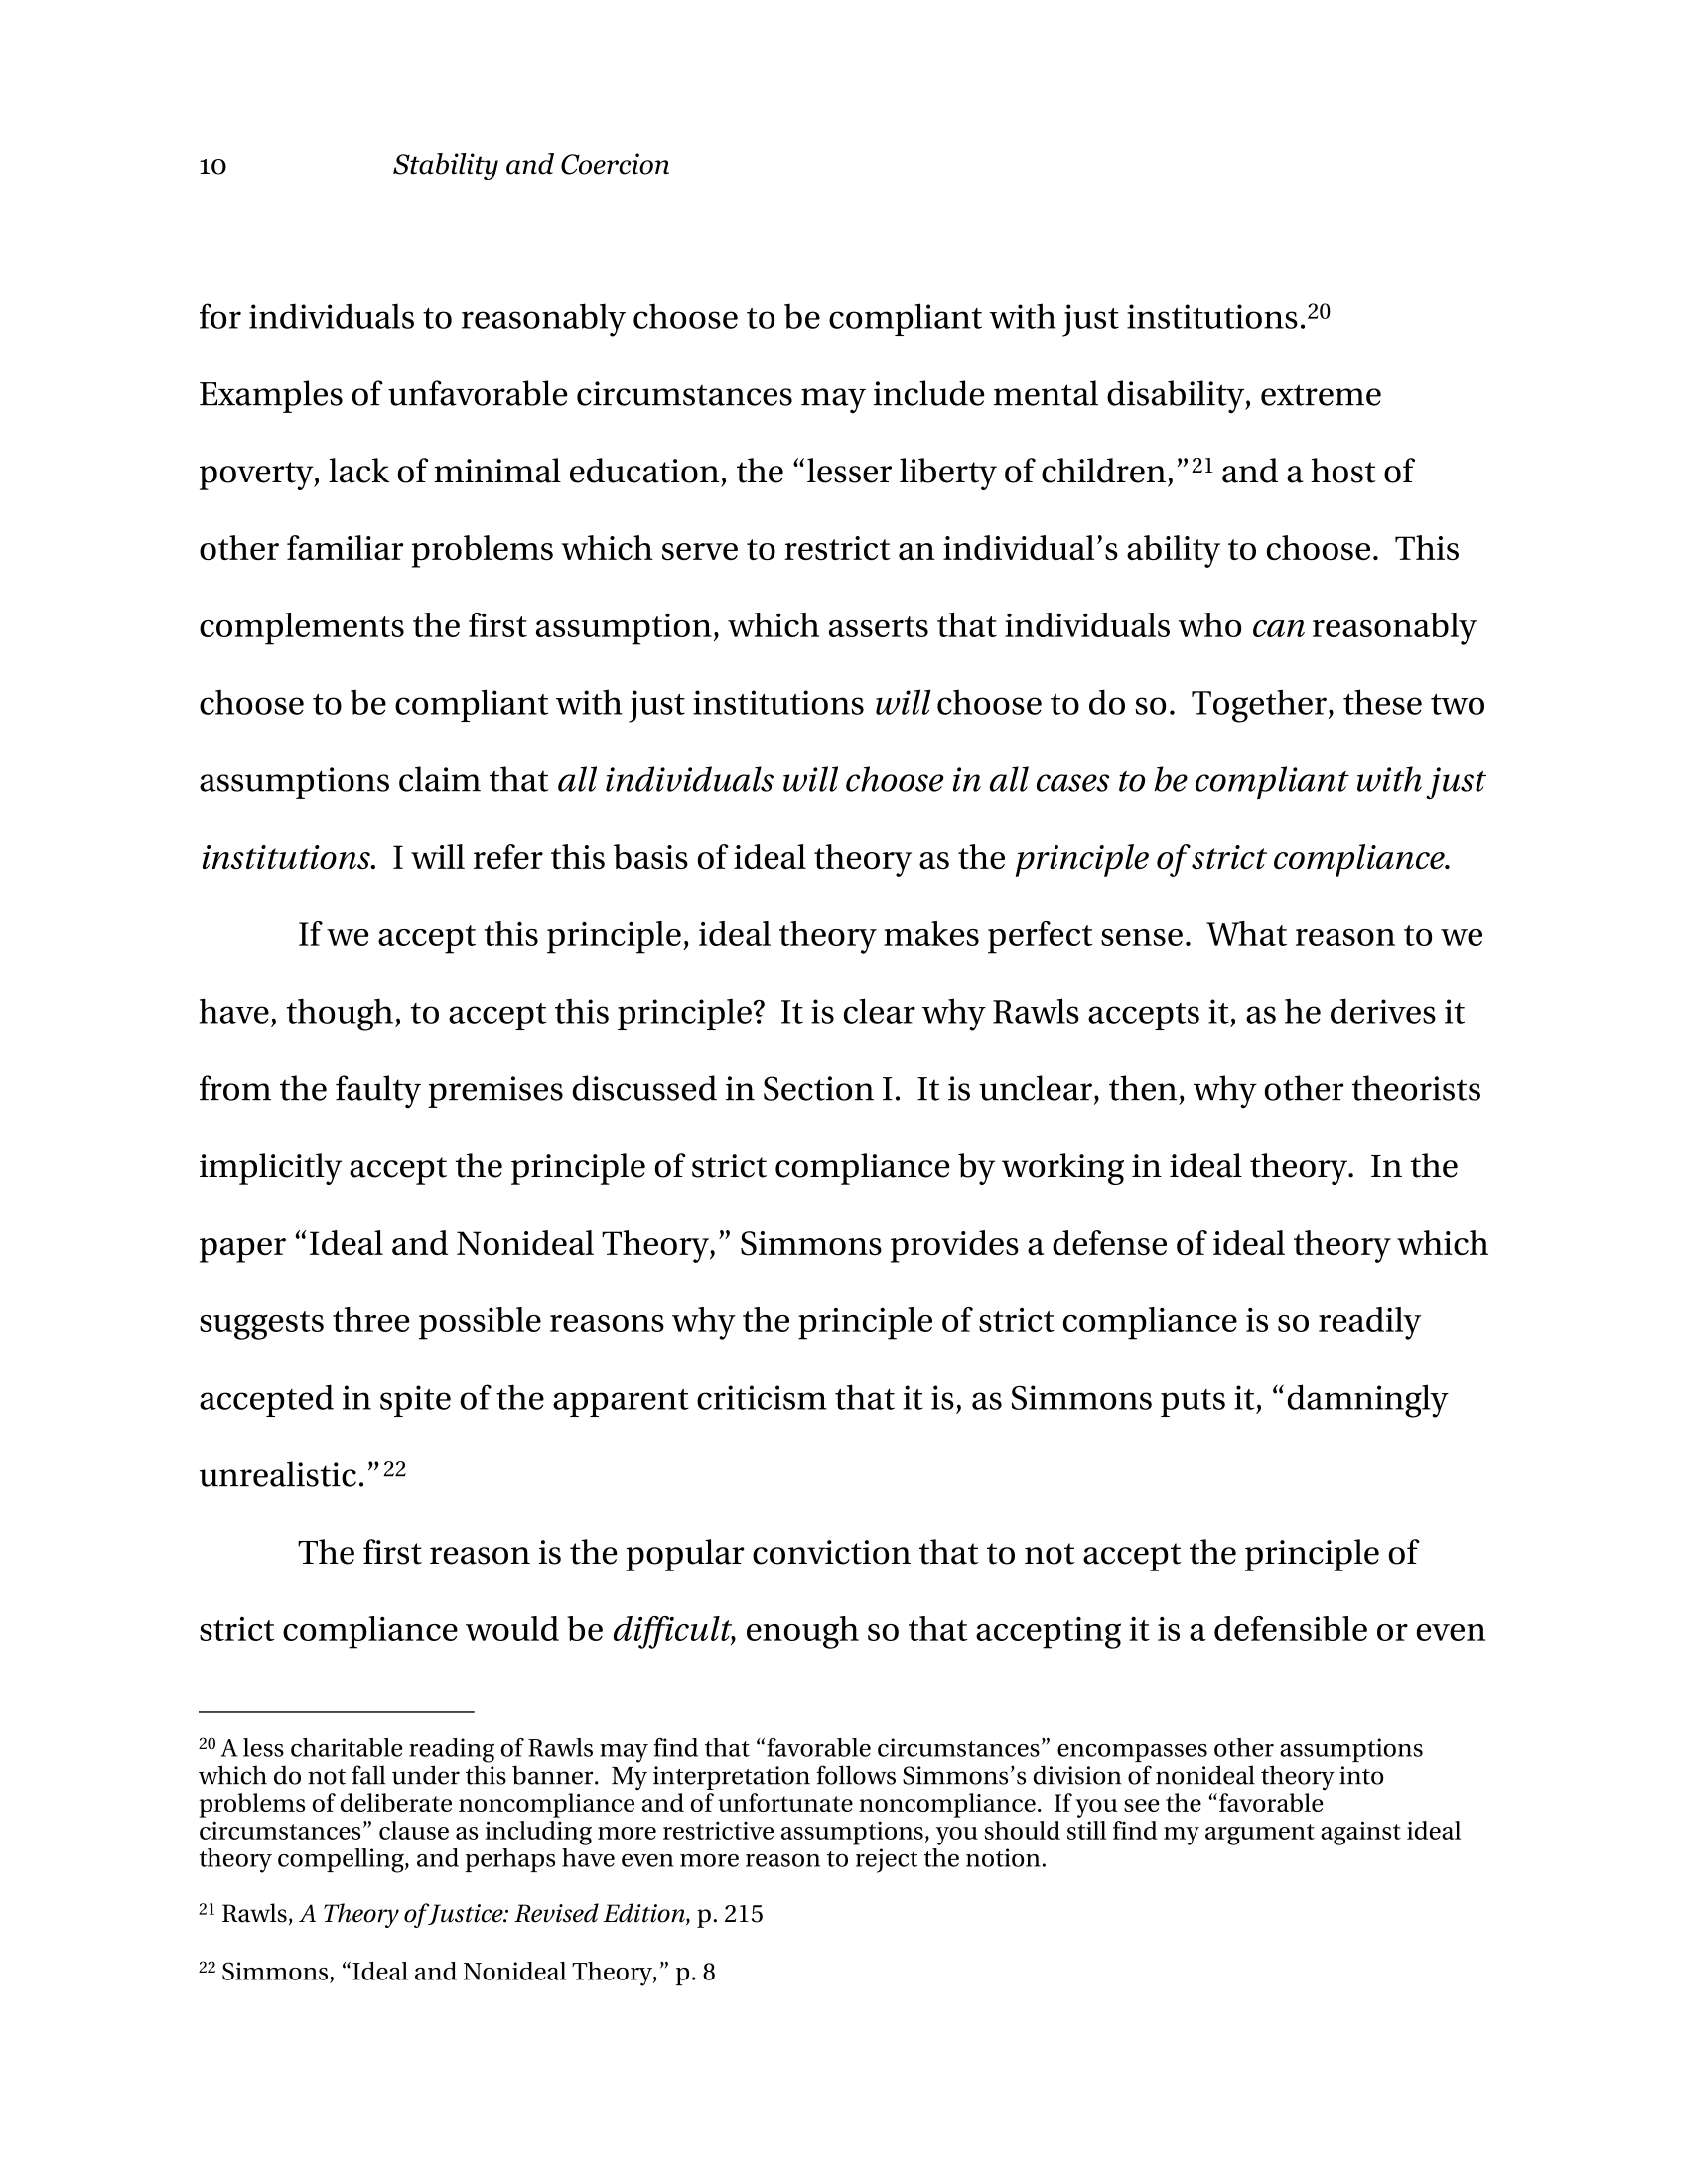 10 Stability and Coercion
for individuals to reasonably choose to be compliant with just institutions.20
Examples of unfavorable circumstances may include mental disability, extreme
poverty, lack of minimal education, the “lesser liberty of children,”21 and a host of
other familiar problems which serve to restrict an individual’s ability to choose.  This
complements the first assumption, which asserts that individuals who can reasonably
choose to be compliant with just institutions will choose to do so.  Together, these two
assumptions claim that all individuals will choose in all cases to be compliant with just
institutions.  I will refer this basis of ideal theory as the principle of strict compliance.
If we accept this principle, ideal theory makes perfect sense.  What reason to we
have, though, to accept this principle?  It is clear why Rawls accepts it, as he derives it
from the faulty premises discussed in Section I.  It is unclear, then, why other theorists
implicitly accept the principle of strict compliance by working in ideal theory.  In the
paper “Ideal and Nonideal Theory,” Simmons provides a defense of ideal theory which
suggests three possible reasons why the principle of strict compliance is so readily
accepted in spite of the apparent criticism that it is, as Simmons puts it, “damningly
unrealistic.”22
The first reason is the popular conviction that to not accept the principle of
strict compliance would be difficult, enough so that accepting it is a defensible or even
20 A less charitable reading of Rawls may find that “favorable circumstances” encompasses other assumptions
which do not fall under this banner.  My interpretation follows Simmons’s division of nonideal theory into
problems of deliberate noncompliance and of unfortunate noncompliance.  If you see the “favorable
circumstances” clause as including more restrictive assumptions, you should still find my argument against ideal
theory compelling, and perhaps have even more reason to reject the notion.
21 Rawls, A Theory of Justice: Revised Edition, p. 215
22 Simmons, “Ideal and Nonideal Theory,” p. 8